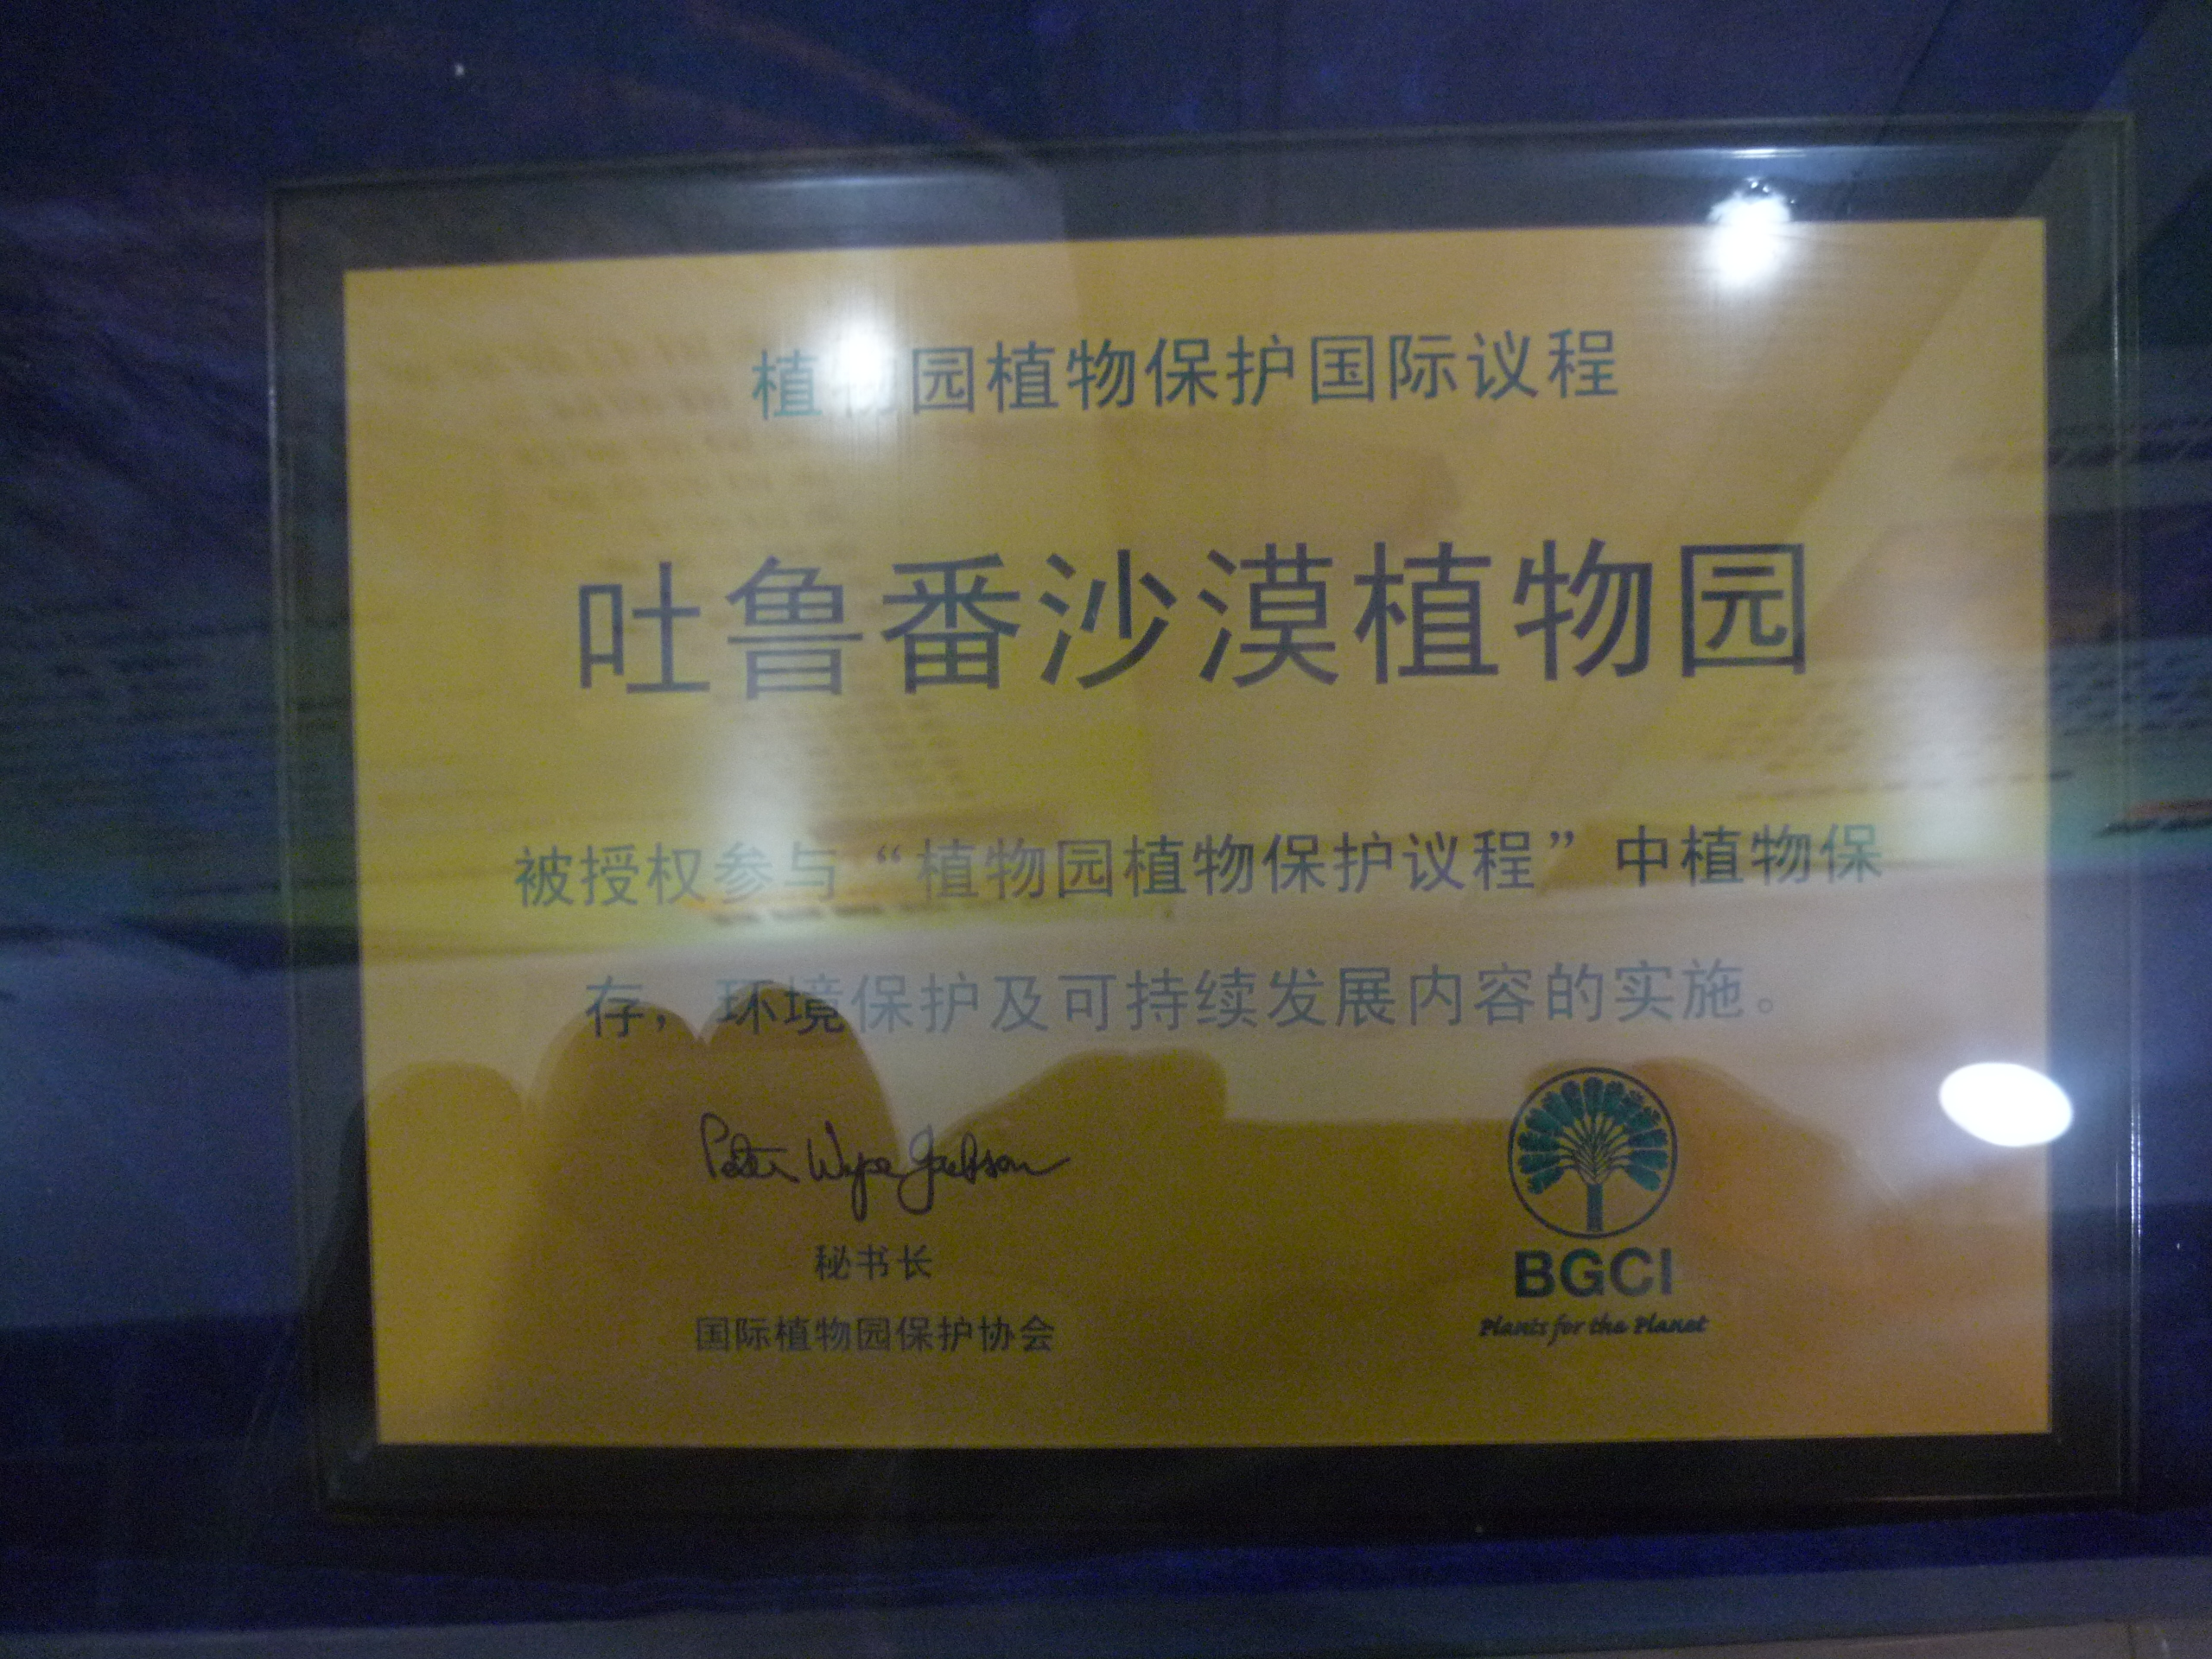 植物园植物保护国际议程
吐鲁番沙漠植物园
被授权参与“植物园植物保护议程”中植物保
存，环境保护及可持续发展内容的实施。
Peter Wyse Jackson
秘书长
国际植物园保护协会
BGCI
Plants for the Planet